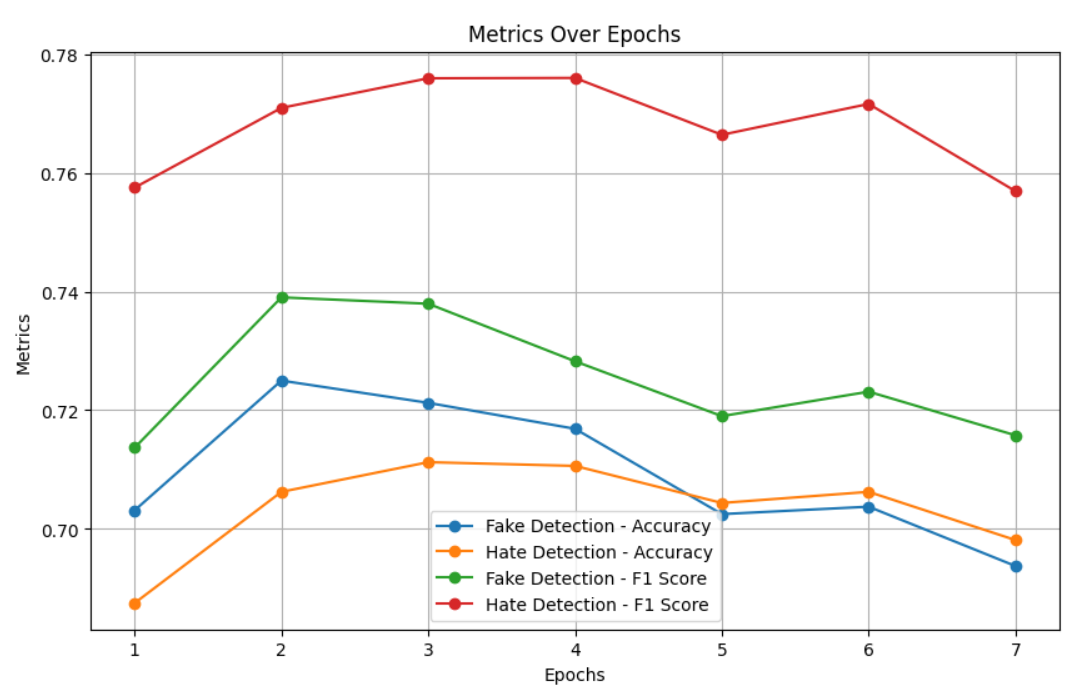 Metrics Over Epochs
0.78
0.76
0.74
0.72
0.70
Metrics
Fake Detection - Accuracy
Hate Detection - Accuracy
Fake Detection - F1 Score
Hate Detection - F1 Score
1 2 3 4 5 6 7
Epochs